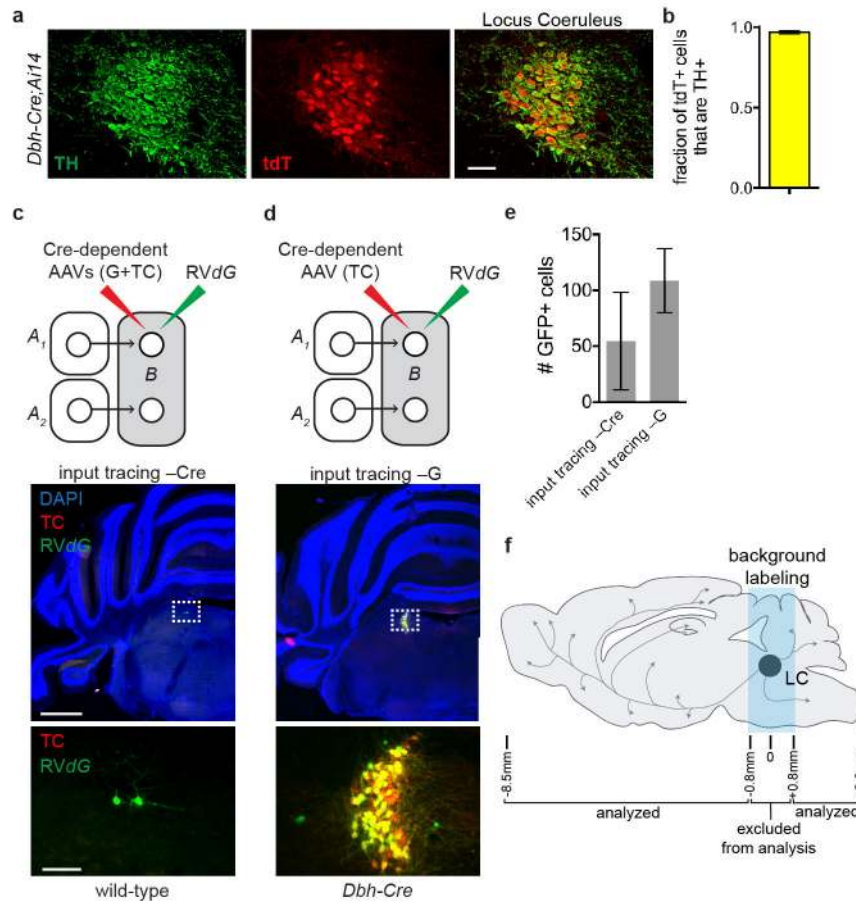 a
Locus Coeruleus
Dbh-Cre;Ai14
TH
tdT
b
fraction of tdT+ cells
that are TH+
1.0
0.5
0.0
c
Cre-dependent
AAVs (G+TC)
RVdG
A1
B
A2
input tracing –Cre
DAPI
TC
RVdG
TC
RVdG
wild-type
d
Cre-dependent
AAV (TC)
RVdG
A1
B
A2
input tracing –G
Dbh-Cre
e
# GFP+ cells
150
100
50
0
input tracing –Cre
input tracing –G
f
background
labeling
LC
-8.5mm
-0.8mm
0
+0.8mm
analyzed
excluded
from analysis
analyzed